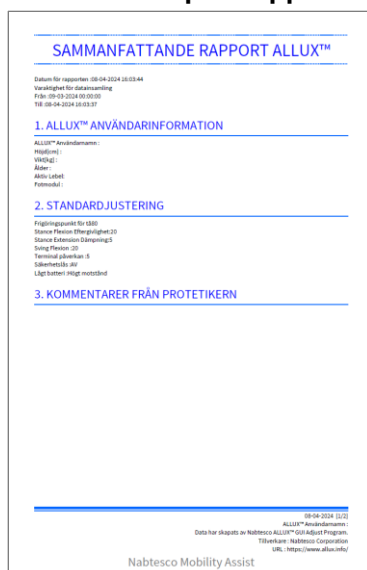 SAMMANFATTANDE RAPPORT ALLUX™
Datum för rapporten :08-04-2024 16:03:44
Varaktighet för datainsamling
Från :09-03-2024 00:00:00
Till :08-04-2024 16:03:37
1. ALLUX™ ANVÄNDARINFORMATION
ALLUX™ Användarnamn :
Höjd[cm] :
Vikt[kg] :
Ålder :
Aktiv Lebel:
Fotmodul :
2. STANDARDJUSTERING
Frigöringspunkt för tå80
Stance Flexion Eftergivlighet:20
Stance Extension Dämpning:5
Sving Flexion :20
Terminal påverkan :5
Säkerhetslås :AV
Lågt batteri :Högt motstånd
3. KOMMENTARER FRÅN PROTETIKERN
08-04-2024 [1/2]
ALLUX™ Användarnamn :
Data har skapats av Nabtesco ALLUX™ GUI Adjust Program.
Tillverkare : Nabtesco Corporation
URL : https://www.allux.info/
Nabtesco Mobility Assist